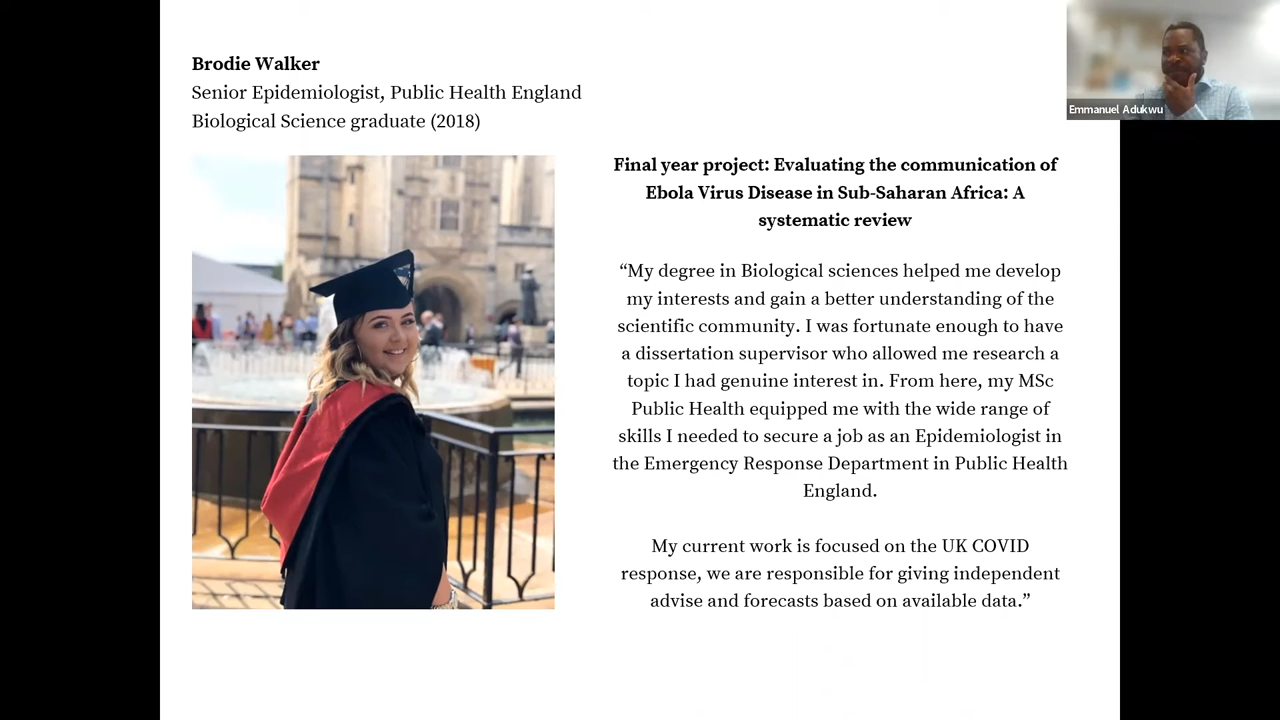 Brodie Walker
Senior Epidemiologist, Public Health England
Biological Science graduate (2018)
Emmanuel Adukwu
Final year project: Evaluating the communication of
Ebola Virus Disease in Sub-Saharan Africa: A
systematic review
“My degree in Biological sciences helped me develop
my interests and gain a better understanding of the
scientific community. I was fortunate enough to have
a dissertation supervisor who allowed me research a
topic I had genuine interest in. From here, my MSc
Public Health equipped me with the wide range of
skills I needed to secure a job as an Epidemiologist in
the Emergency Response Department in Public Health
England.
My current work is focused on the UK COVID
response, we are responsible for giving independent
advise and forecasts based on available data.”